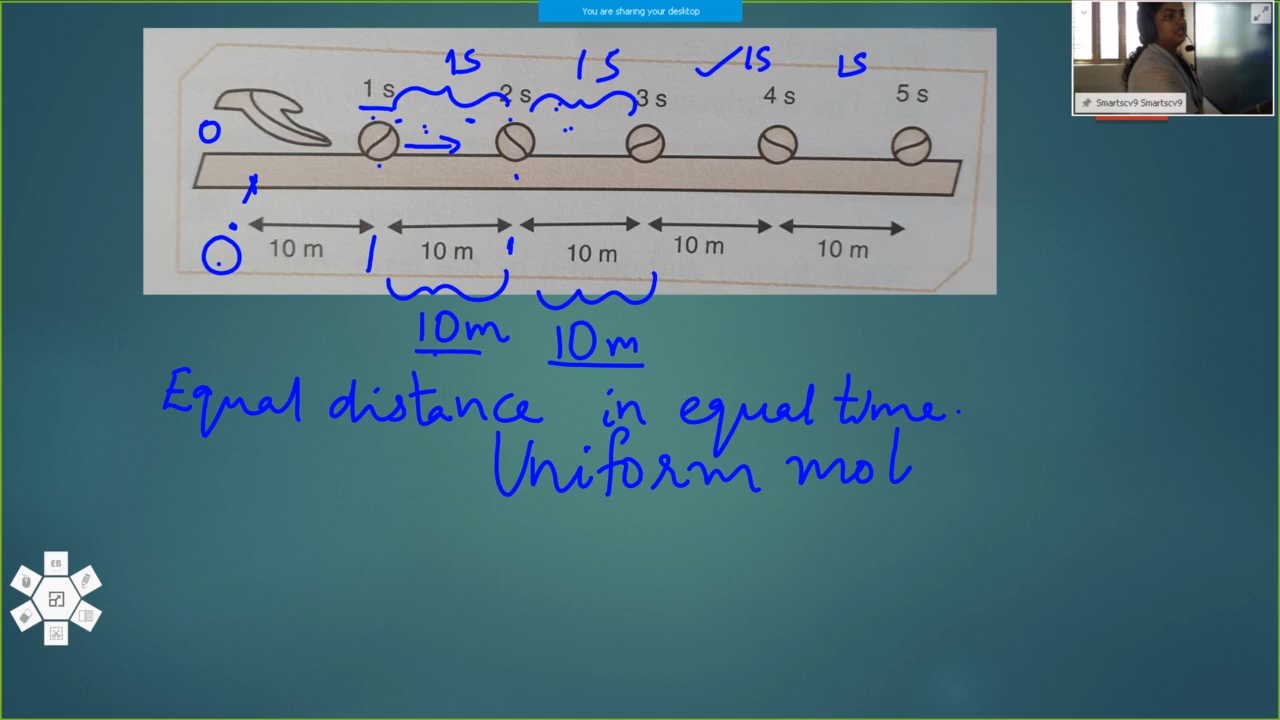 You are sharing your desktop
1s 1s 1s 1s
1 s 2 s 3 s 4 s 5 s
0
10 m 10 m 10 m 10 m 10 m
10m 10m
Equal distance in equal time.
Uniform mot
Smartscv9 Smartscv9
EB